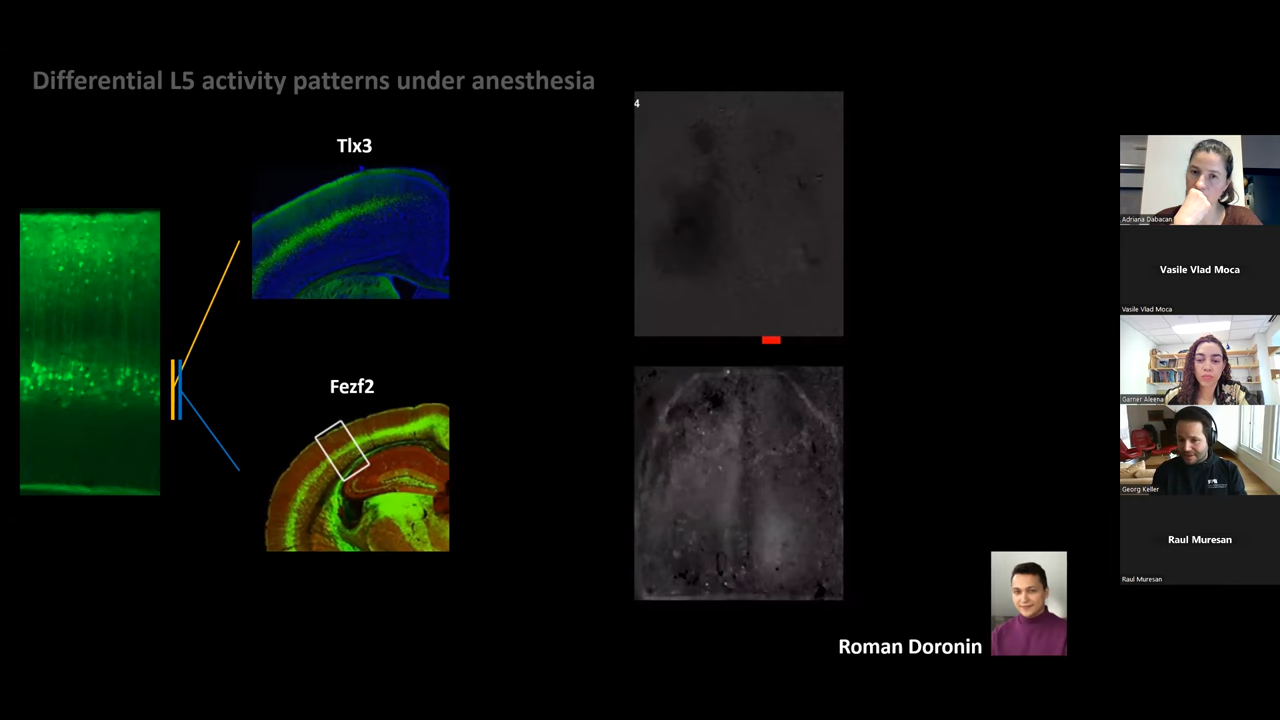 Differential L5 activity patterns under anesthesia
Tlx3
4
Fezf2
Roman Doronin
Adriana Dabacan
Vasile Vlad Moca
Vasile Vlad Moca
Garner Aleena
Georg Keller
Raul Muresan
Raul Muresan